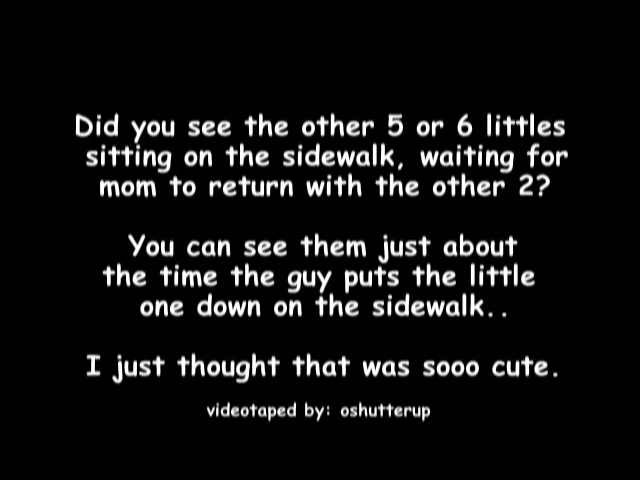 Did you see the other 5 or 6 littles
sitting on the sidewalk, waiting for
mom to return with the other 2?
You can see them just about
the time the guy puts the little
one down on the sidewalk..
I just thought that was sooo cute.
videotaped by: oshutterup